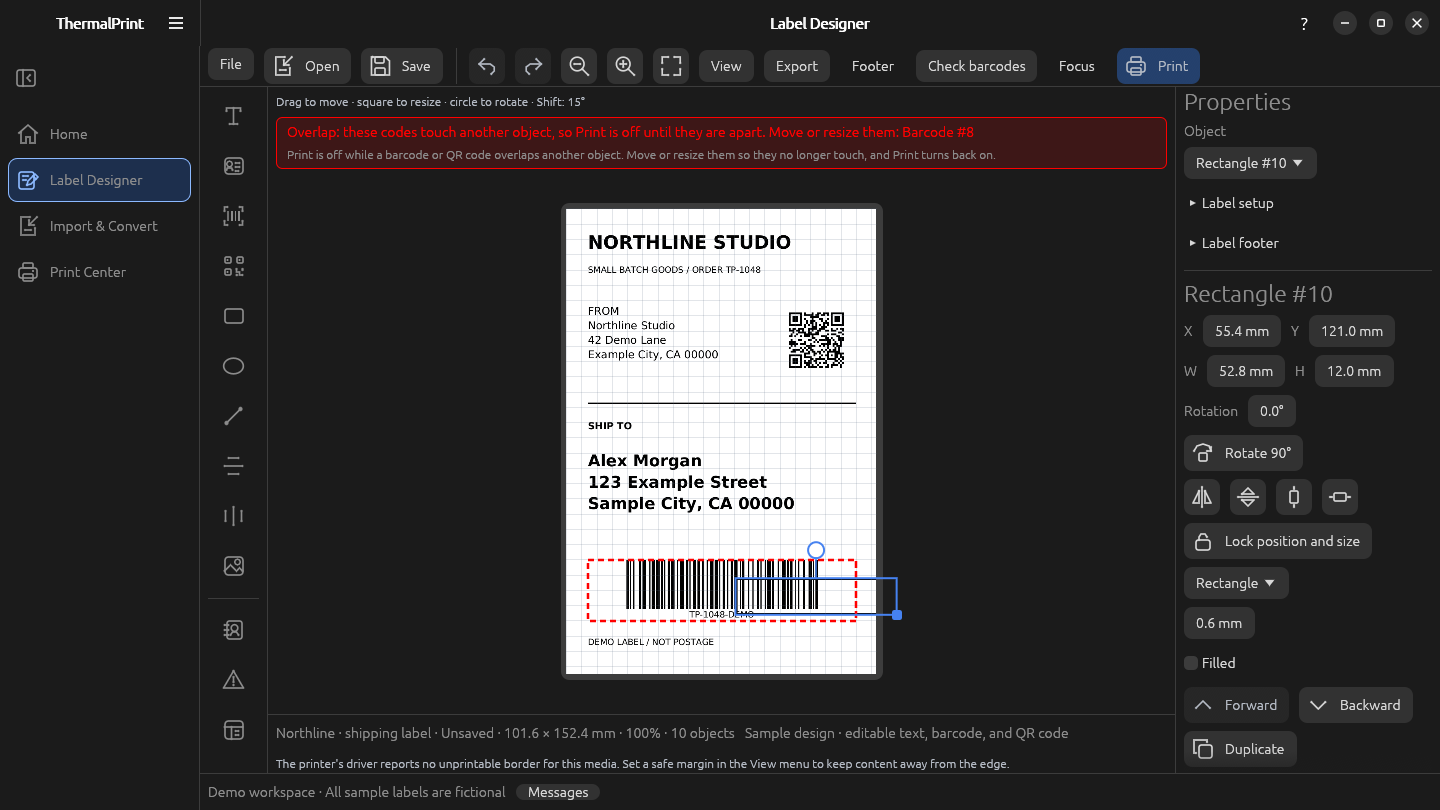 ThermalPrint
Label Designer
?
File
Open
Save
View
Export
Footer
Check barcodes
Focus
Print
Home
Label Designer
Import & Convert
Print Center
Drag to move · square to resize · circle to rotate · Shift: 15°
Overlap: these codes touch another object, so Print is off until they are apart. Move or resize them: Barcode #8
Print is off while a barcode or QR code overlaps another object. Move or resize them so they no longer touch, and Print turns back on.
NORTHLINE STUDIO
SMALL BATCH GOODS / ORDER TP-1048
FROM
Northline Studio
42 Demo Lane
Example City, CA 00000
SHIP TO
Alex Morgan
123 Example Street
Sample City, CA 00000
TP-1048-DEMO
DEMO LABEL / NOT POSTAGE
Properties
Object
Rectangle #10
Label setup
Label footer
Rectangle #10
X 55.4 mm Y 121.0 mm
W 52.8 mm H 12.0 mm
Rotation 0.0°
Rotate 90°
Lock position and size
Rectangle
0.6 mm
Filled
Forward
Backward
Duplicate
Northline · shipping label · Unsaved · 101.6 × 152.4 mm · 100% · 10 objects Sample design · editable text, barcode, and QR code
The printer's driver reports no unprintable border for this media. Set a safe margin in the View menu to keep content away from the edge.
Demo workspace · All sample labels are fictional
Messages